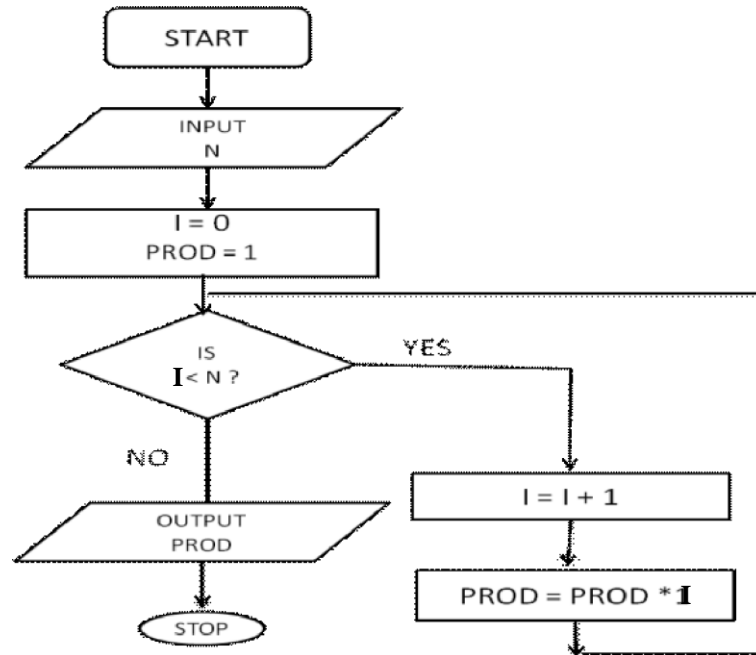 START
INPUT
N
I = 0
PROD = 1
IS
I < N ?
YES
NO
I = I + 1
PROD = PROD * I
OUTPUT
PROD
STOP